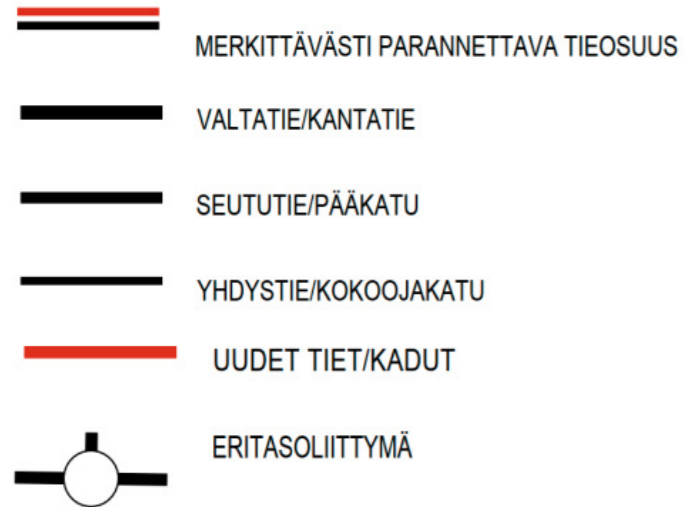 MERKITTÄVÄSTI PARANNETTAVA TIEOSUUS
VALTATIE/KANTATIE
SEUTUTIE/PÄÄKATU
YHDYSTIE/KOKOOJAKATU
UUDET TIET/KADUT
ERITASOLIITTYMÄ